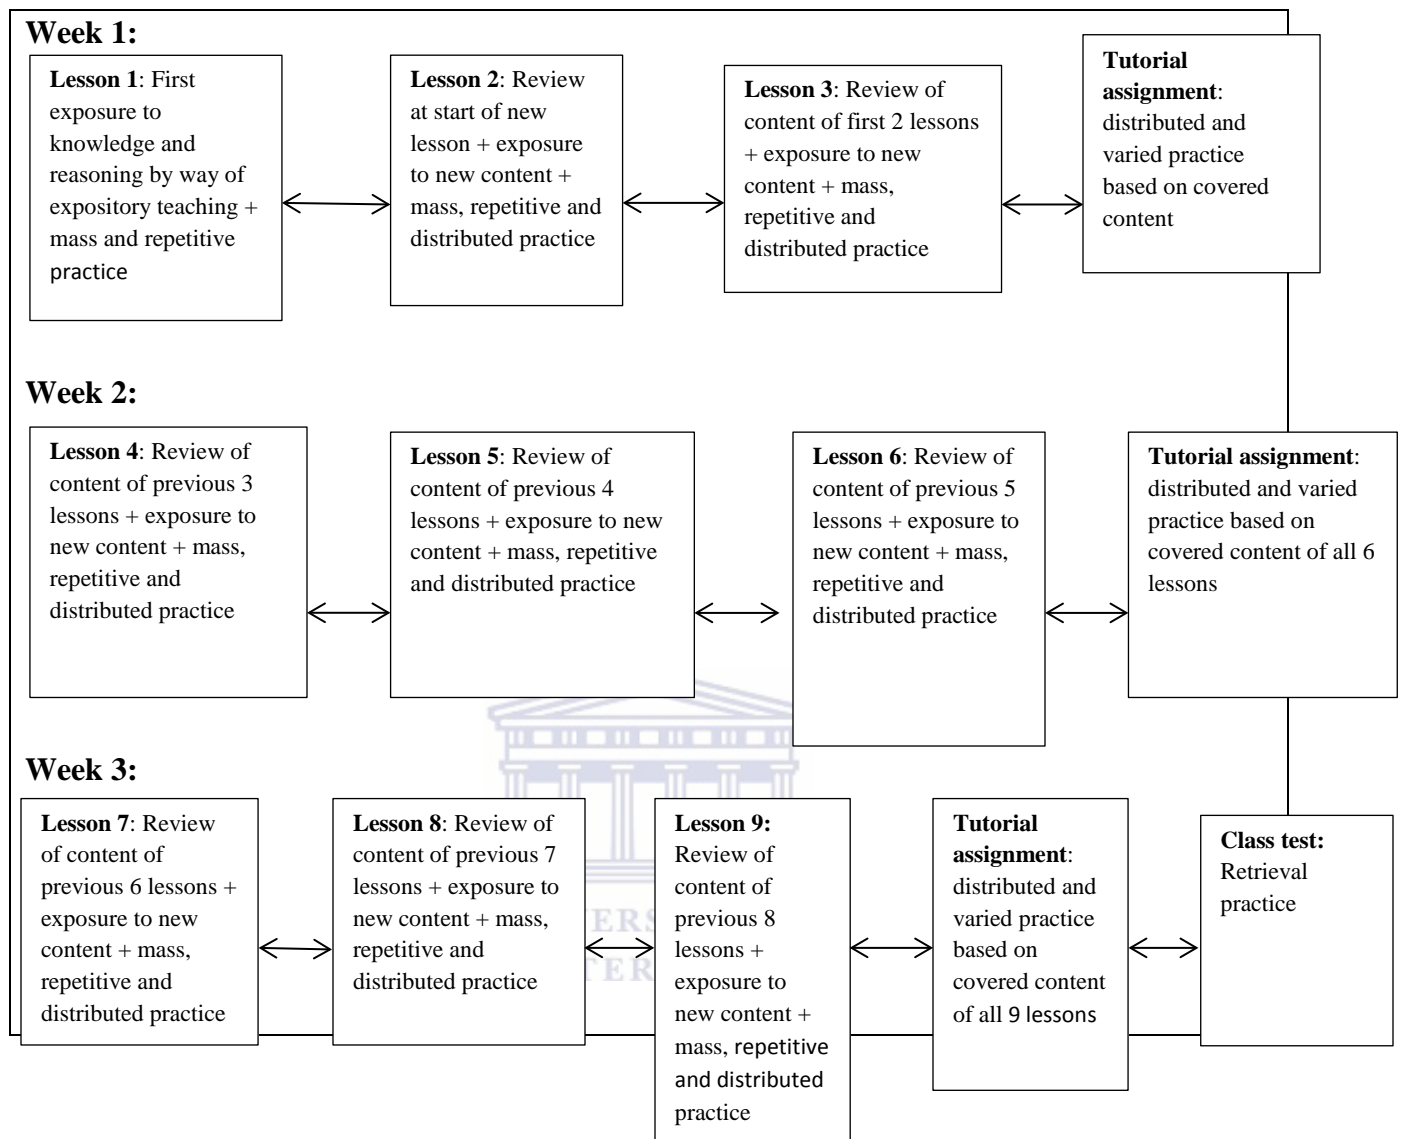 Week 1:
Lesson 1: First
exposure to
knowledge and
reasoning by way of
expository teaching +
mass and repetitive
practice
Lesson 2: Review
at start of new
lesson + exposure
to new content +
mass, repetitive and
distributed practice
Lesson 3: Review of
content of first 2 lessons
+ exposure to new
content + mass,
repetitive and
distributed practice
Tutorial
assignment:
distributed and
varied practice
based on covered
content
Week 2:
Lesson 4: Review of
content of previous 3
lessons + exposure to
new content + mass,
repetitive and
distributed practice
Lesson 5: Review of
content of previous 4
lessons + exposure to new
content + mass, repetitive
and distributed practice
Lesson 6: Review of
content of previous 5
lessons + exposure to
new content + mass,
repetitive and
distributed practice
Tutorial assignment:
distributed and varied
practice based on
covered content of all 6
lessons
Week 3:
Lesson 7: Review
of content of
previous 6 lessons +
exposure to new
content + mass,
repetitive and
distributed practice
Lesson 8: Review of
content of previous 7
lessons + exposure to
new content + mass,
repetitive and
distributed practice
Lesson 9:
Review of
content of
previous 8
lessons +
exposure to
new content +
mass, repetitive
and distributed
practice
Tutorial
assignment:
distributed and
varied practice
based on
covered content
of all 9 lessons
Class test:
Retrieval
practice